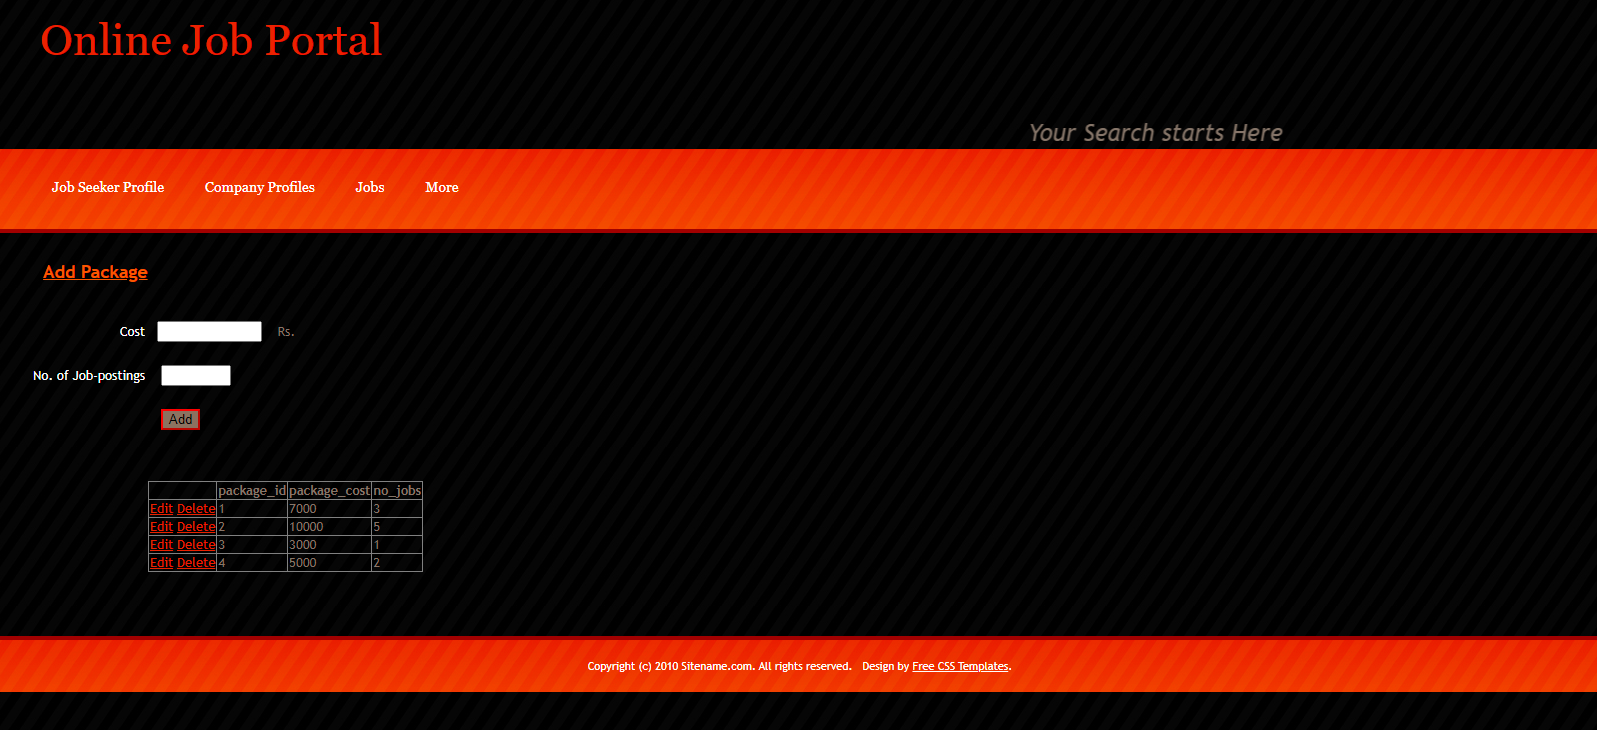 Online Job Portal
Your Search starts Here
Job Seeker Profile Company Profiles Jobs More
Add Package
Cost Rs.
No. of Job-postings
Add
package_id package_cost no_jobs
Edit Delete 1 7000 3
Edit Delete 2 10000 5
Edit Delete 3 3000 1
Edit Delete 4 5000 2
Copyright (c) 2010 Sitename.com. All rights reserved. Design by Free CSS Templates.